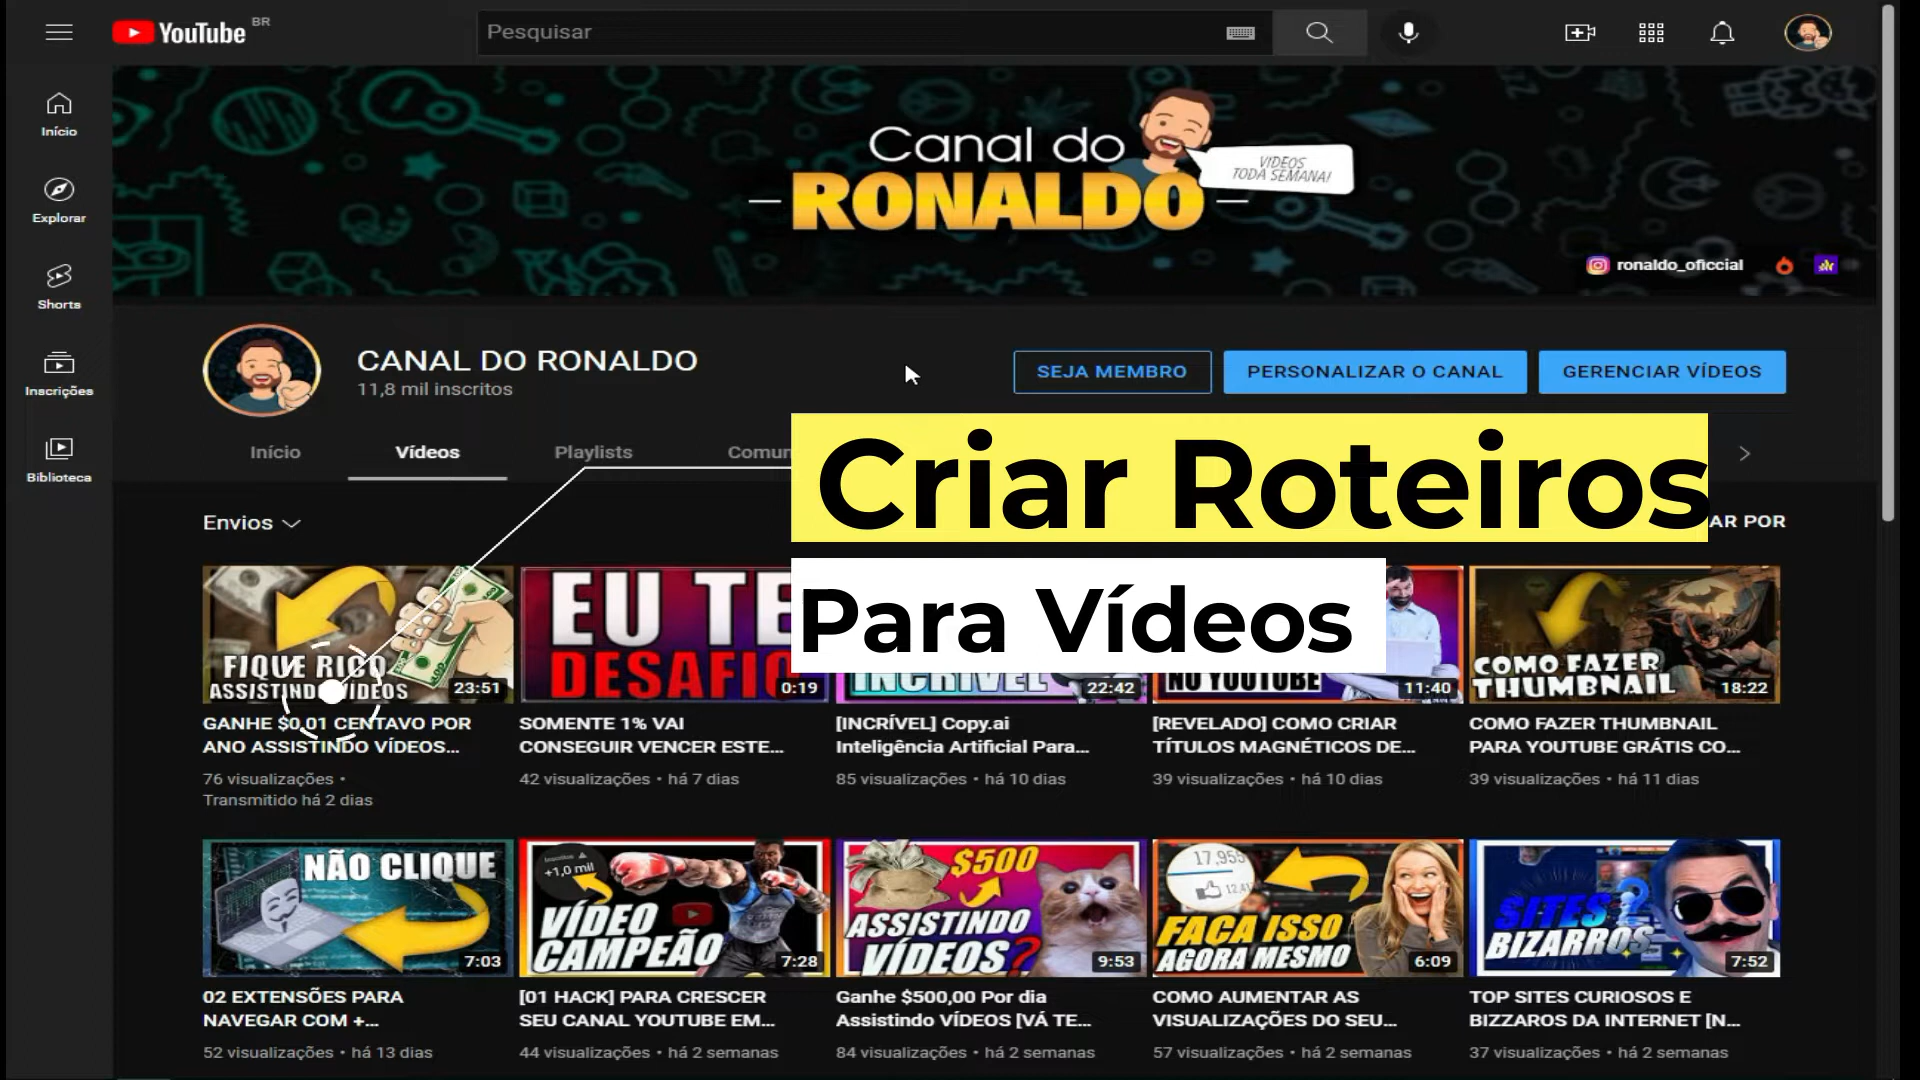 YouTube BR
Pesquisar
Início
Explorar
Shorts
Inscrições
Biblioteca
Canal do
RONALDO
VIDEOS
TODA SEMANA!
ronaldo_oficcial
CANAL DO RONALDO
11,8 mil inscritos
SEJA MEMBRO
PERSONALIZAR O CANAL
GERENCIAR VÍDEOS
Início
Vídeos
Playlists
Comun
Criar Roteiros
Para Vídeos
Envios
AR POR
FIQUE RICO
ASSISTINDO VÍDEOS
23:51
GANHE $0,01 CENTAVO POR
ANO ASSISTINDO VÍDEOS...
76 visualizações •
Transmitido há 2 dias
EU TE
DESAFIO
0:19
SOMENTE 1% VAI
CONSEGUIR VENCER ESTE...
42 visualizações • há 7 dias
INCRÍVEL
22:42
[INCRÍVEL] Copy.ai
Inteligência Artificial Para...
85 visualizações • há 10 dias
NO YOUTUBE
11:40
[REVELADO] COMO CRIAR
TÍTULOS MAGNÉTICOS DE...
39 visualizações • há 10 dias
COMO FAZER
THUMBNAIL
18:22
COMO FAZER THUMBNAIL
PARA YOUTUBE GRÁTIS CO...
39 visualizações • há 11 dias
NÃO CLIQUE
7:03
02 EXTENSÕES PARA
NAVEGAR COM +...
52 visualizações • há 13 dias
+1,0 mil
VÍDEO
CAMPEÃO
7:28
[01 HACK] PARA CRESCER
SEU CANAL YOUTUBE EM...
44 visualizações • há 2 semanas
$500
ASSISTINDO
VÍDEOS?
9:53
Ganhe $500,00 Por dia
Assistindo VÍDEOS [VÁ TE...
84 visualizações • há 2 semanas
17,955
FAÇA ISSO
AGORA MESMO
6:09
COMO AUMENTAR AS
VISUALIZAÇÕES DO SEU...
57 visualizações • há 2 semanas
SITES
BIZARROS
7:52
TOP SITES CURIOSOS E
BIZZAROS DA INTERNET [N...
37 visualizações • há 2 semanas